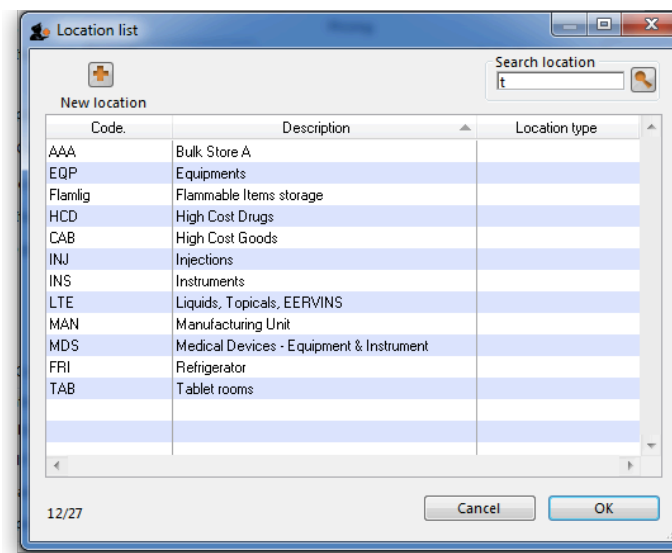 Location list
Search location
t
New location
Code. Description Location type
AAA Bulk Store A
EQP Equipments
Flamlig Flammable Items storage
HCD High Cost Drugs
CAB High Cost Goods
INJ Injections
INS Instruments
LTE Liquids, Topicals, EERVINS
MAN Manufacturing Unit
MDS Medical Devices - Equipment & Instrument
FRI Refrigerator
TAB Tablet rooms
12/27 Cancel OK